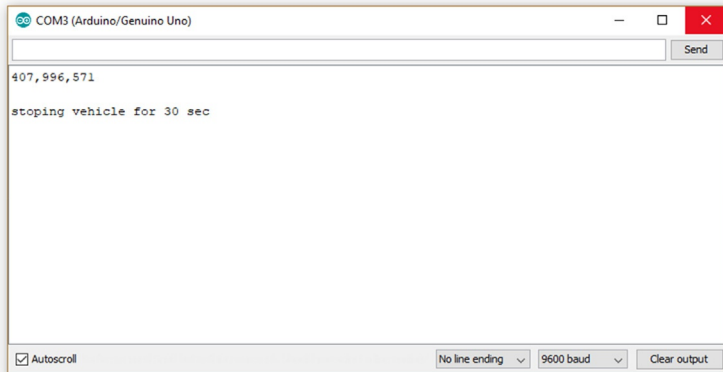 COM3 (Arduino/Genuino Uno)
Send
407,996,571
stoping vehicle for 30 sec
Autoscroll
No line ending
9600 baud
Clear output